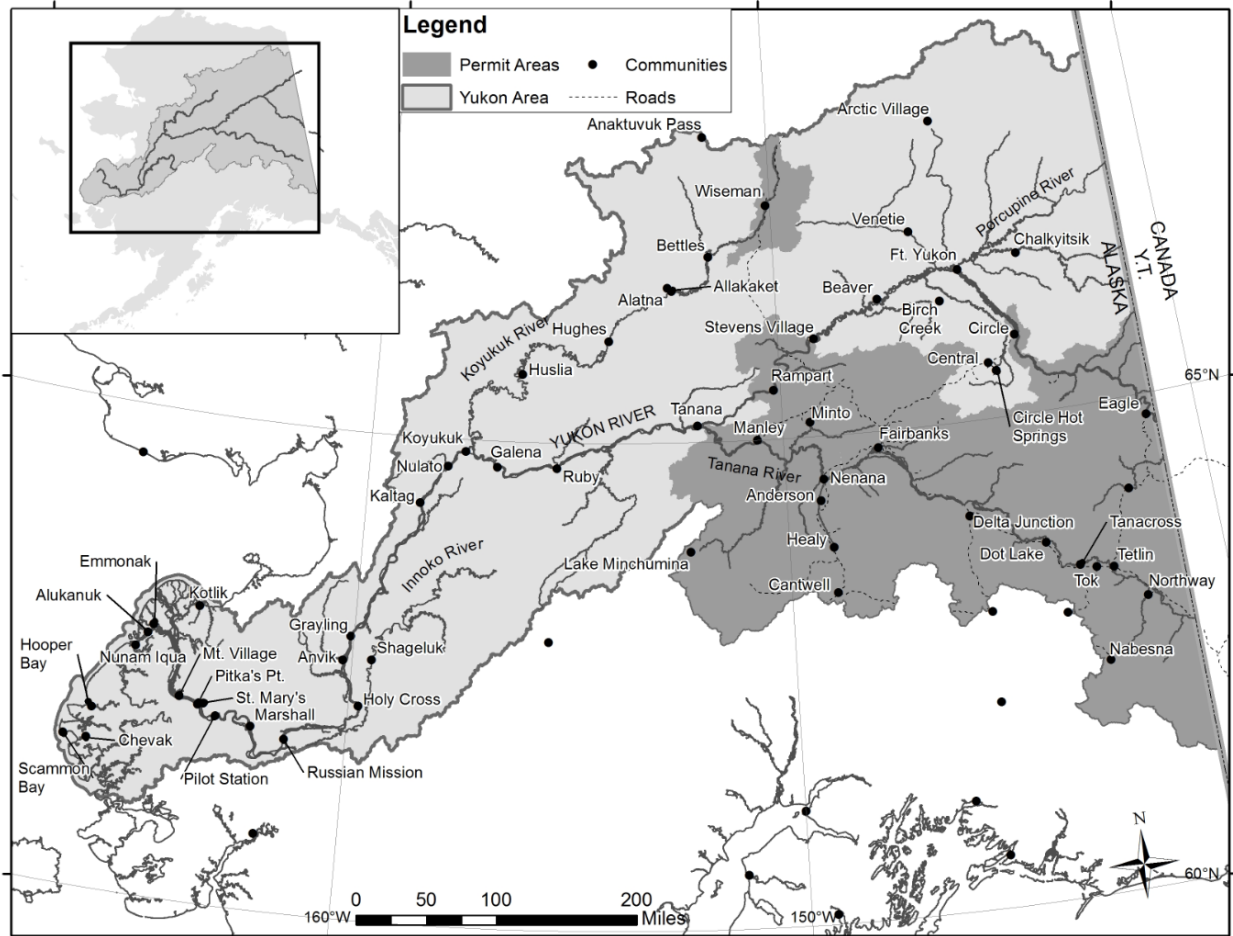 Legend
Permit Areas
Communities
Yukon Area
Roads
Anaktuvuk Pass
Arctic Village
Wiseman
Porcupine River
Venetie
Chalkyitsik
CANADA
Y.T.
ALASKA
Bettles
Ft. Yukon
Alatna
Allakaket
Beaver
Birch
Creek
Hughes
Stevens Village
Circle
Koyukuk River
Huslia
Central
Rampart
65°N
Eagle
YUKON RIVER
Tanana
Minto
Circle Hot
Springs
Koyukuk
Manley
Fairbanks
Galena
Nulato
Ruby
Tanana River
Nenana
Kaltag
Anderson
Delta Junction
Tanacross
Innoko River
Healy
Dot Lake
Tetlin
Emmonak
Lake Minchumina
Tok
Northway
Alukanuk
Kotlik
Cantwell
Grayling
Hooper
Bay
Nunam Iqua
Mt. Village
Anvik
Shageluk
Nabesna
Pitka's Pt.
St. Mary's
Holy Cross
Marshall
Chevak
Scammon
Bay
Pilot Station
Russian Mission
N
60°N
0 50 100 200
Miles
160°W
150°W